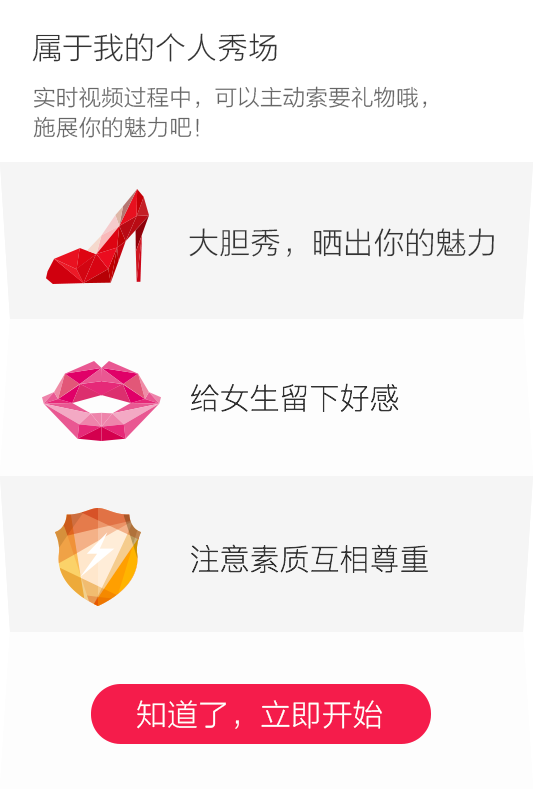 属于我的个人秀场
实时视频过程中，可以主动索要礼物哦，
施展你的魅力吧！
大胆秀，晒出你的魅力
给女生留下好感
注意素质互相尊重
知道了，立即开始